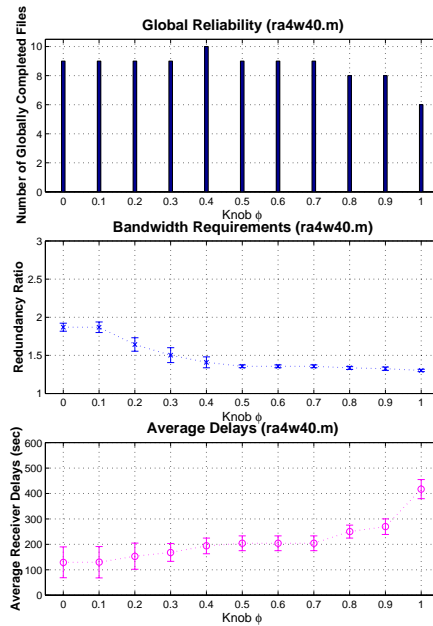 Global Reliability (ra4w40.m)
Number of Globally Completed Files
10
8
6
4
2
0
0 0.1 0.2 0.3 0.4 0.5 0.6 0.7 0.8 0.9 1
Knob ϕ
Bandwidth Requirements (ra4w40.m)
Redundancy Ratio
3
2.5
2
1.5
1
0 0.1 0.2 0.3 0.4 0.5 0.6 0.7 0.8 0.9 1
Knob ϕ
Average Delays (ra4w40.m)
Average Receiver Delays (sec)
600
500
400
300
200
100
0
0 0.1 0.2 0.3 0.4 0.5 0.6 0.7 0.8 0.9 1
Knob ϕ